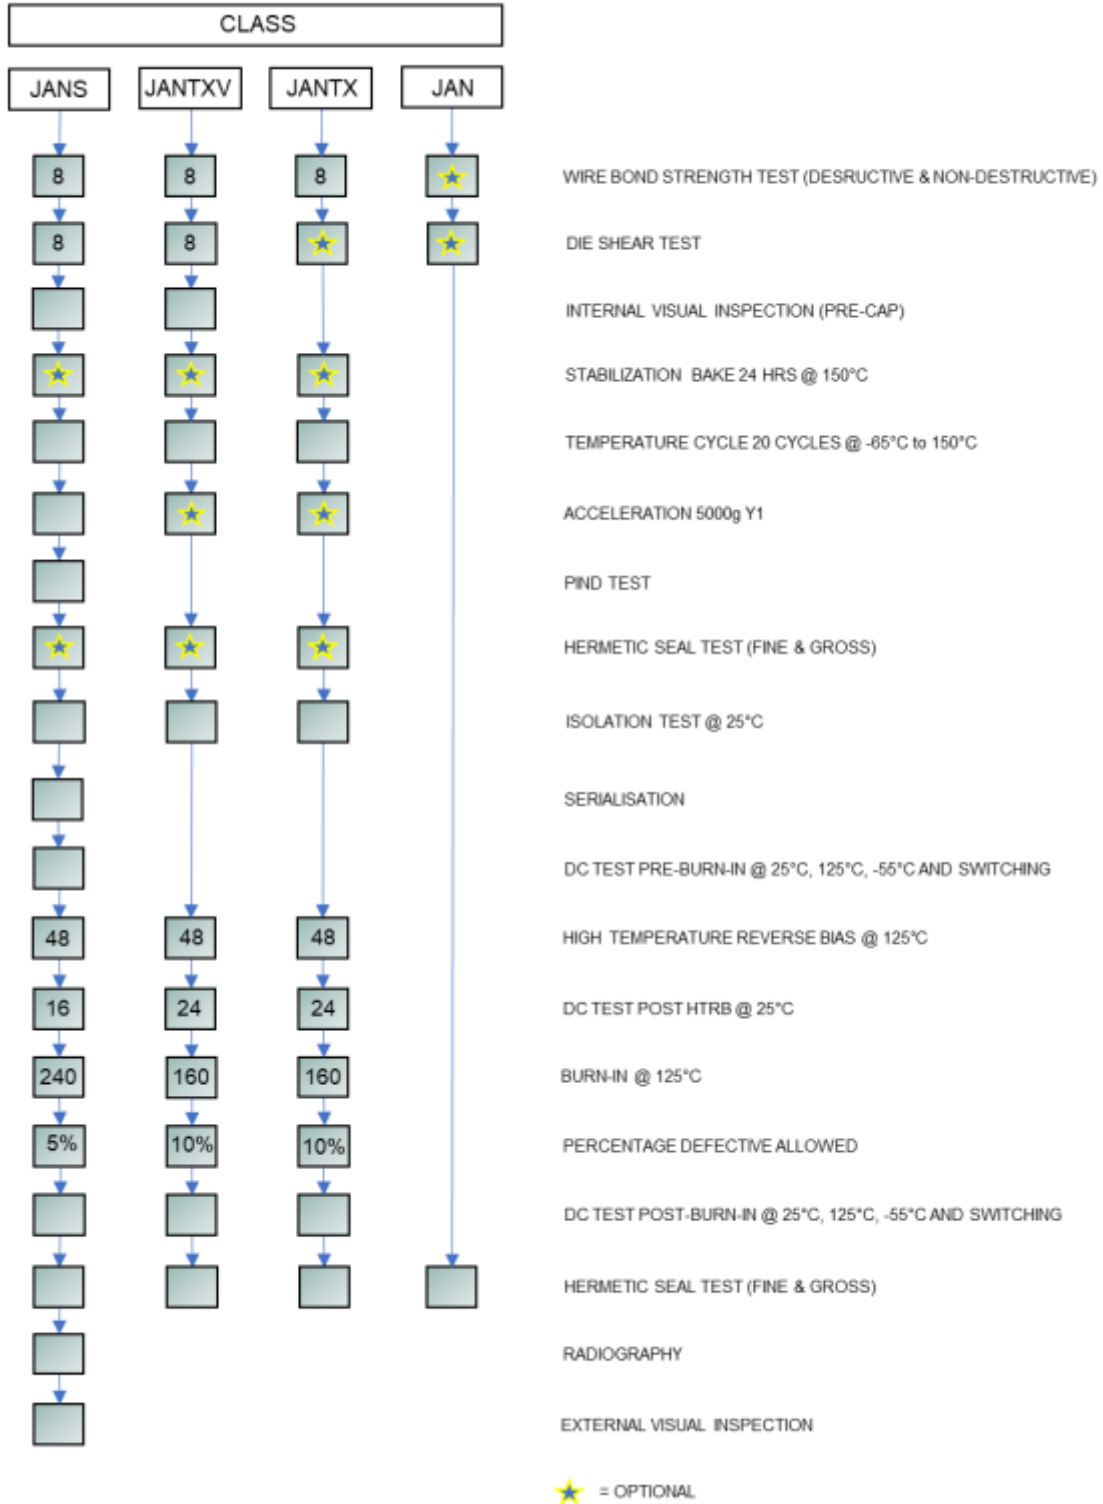 CLASS
JANS JANTXV JANTX JAN
8 8 8 WIRE BOND STRENGTH TEST (DESRUCTIVE & NON-DESTRUCTIVE)
8 8 DIE SHEAR TEST
INTERNAL VISUAL INSPECTION (PRE-CAP)
STABILIZATION BAKE 24 HRS @ 150°C
TEMPERATURE CYCLE 20 CYCLES @ -65°C to 150°C
ACCELERATION 5000g Y1
PIND TEST
HERMETIC SEAL TEST (FINE & GROSS)
ISOLATION TEST @ 25°C
SERIALISATION
DC TEST PRE-BURN-IN @ 25°C, 125°C, -55°C AND SWITCHING
48 48 48 HIGH TEMPERATURE REVERSE BIAS @ 125°C
16 24 24 DC TEST POST HTRB @ 25°C
240 160 160 BURN-IN @ 125°C
5% 10% 10% PERCENTAGE DEFECTIVE ALLOWED
DC TEST POST-BURN-IN @ 25°C, 125°C, -55°C AND SWITCHING
HERMETIC SEAL TEST (FINE & GROSS)
RADIOGRAPHY
EXTERNAL VISUAL INSPECTION
= OPTIONAL